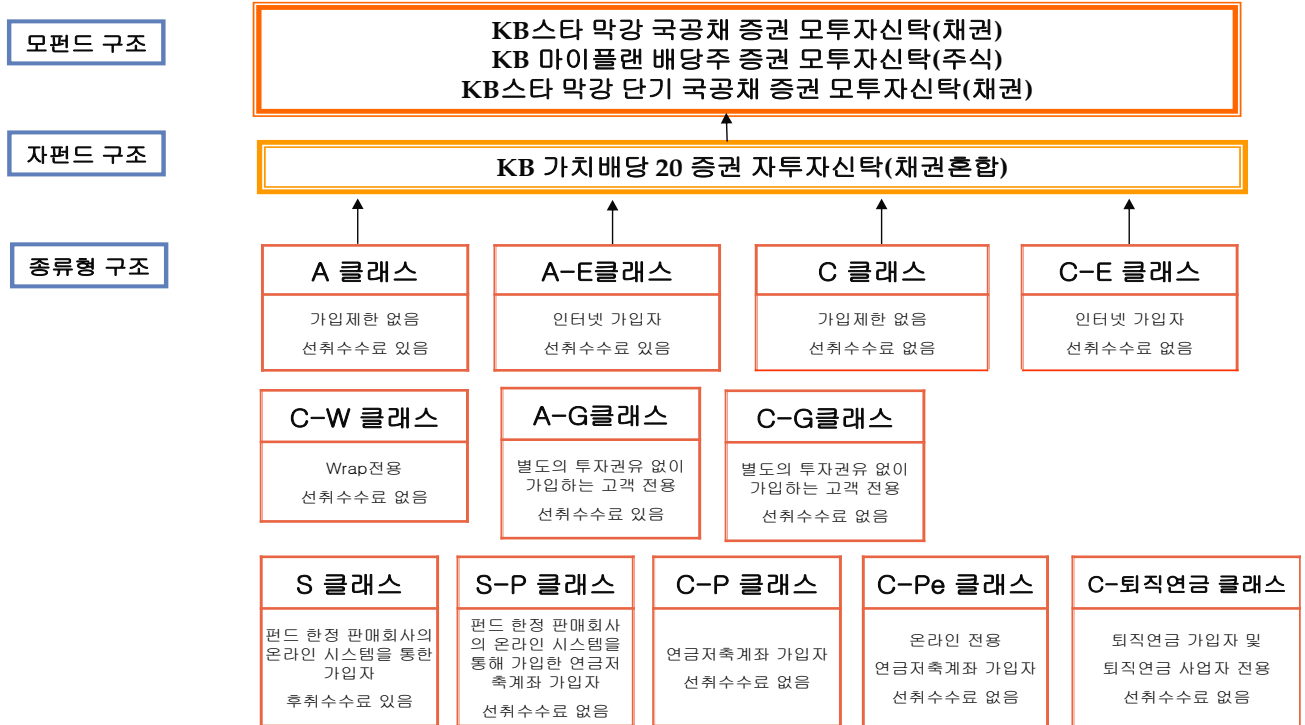 모펀드 구조
KB스타 막강 국공채 증권 모투자신탁(채권)
KB 마이플랜 배당주 증권 모투자신탁(주식)
KB스타 막강 단기 국공채 증권 모투자신탁(채권)
자펀드 구조
KB 가치배당 20 증권 자투자신탁(채권혼합)
종류형 구조
A 클래스
가입제한 없음
선취수수료 있음
A-E클래스
인터넷 가입자
선취수수료 있음
C 클래스
가입제한 없음
선취수수료 없음
C-E 클래스
인터넷 가입자
선취수수료 없음
C-W 클래스
Wrap전용
선취수수료 없음
A-G클래스
별도의 투자권유 없이
가입하는 고객 전용
선취수수료 있음
C-G클래스
별도의 투자권유 없이
가입하는 고객 전용
선취수수료 없음
S 클래스
펀드 한정 판매회사의
온라인 시스템을 통한
가입자
후취수수료 있음
S-P 클래스
펀드 한정 판매회사
의 온라인 시스템을
통해 가입한 연금저
축계좌 가입자
선취수수료 없음
C-P 클래스
연금저축계좌 가입자
선취수수료 없음
C-Pe 클래스
온라인 전용
연금저축계좌 가입자
선취수수료 없음
C-퇴직연금 클래스
퇴직연금 가입자 및
퇴직연금 사업자 전용
선취수수료 없음